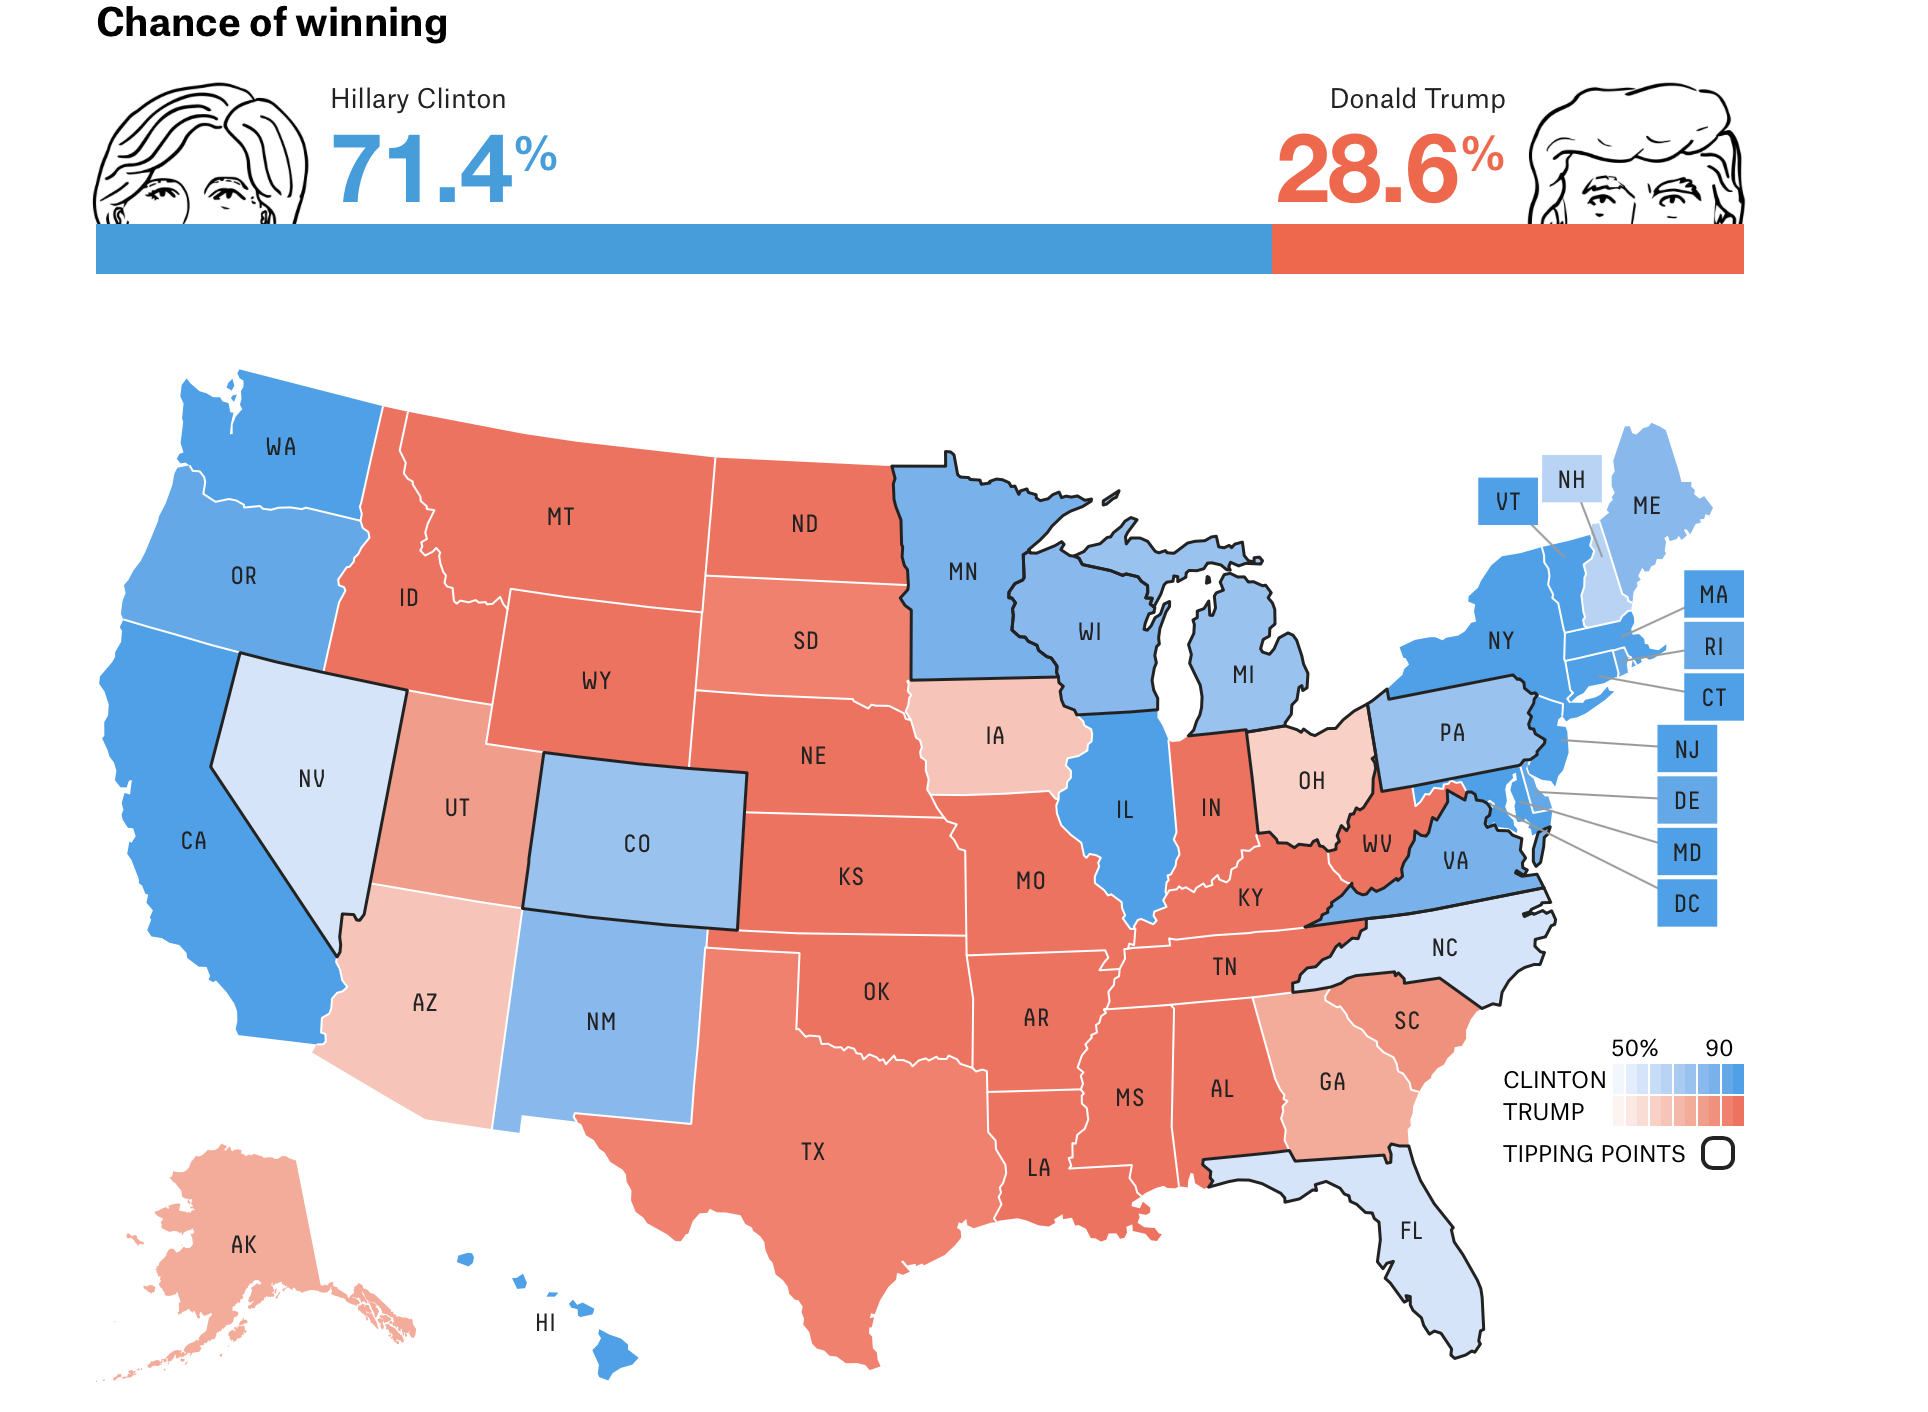 Chance of winning
Hillary Clinton
Donald Trump
71.4%
28.6%
WA
MT
ND
MN
VT
NH
ME
OR
ID
SD
WI
MI
NY
MA
RI
CT
WY
NV
UT
CO
NE
IA
IL
IN
OH
PA
NJ
DE
MD
DC
CA
KS
MO
KY
WV
VA
AZ
NM
OK
AR
TN
NC
SC
TX
LA
MS
AL
GA
FL
AK
HI
50% 90
CLINTON
TRUMP
TIPPING POINTS